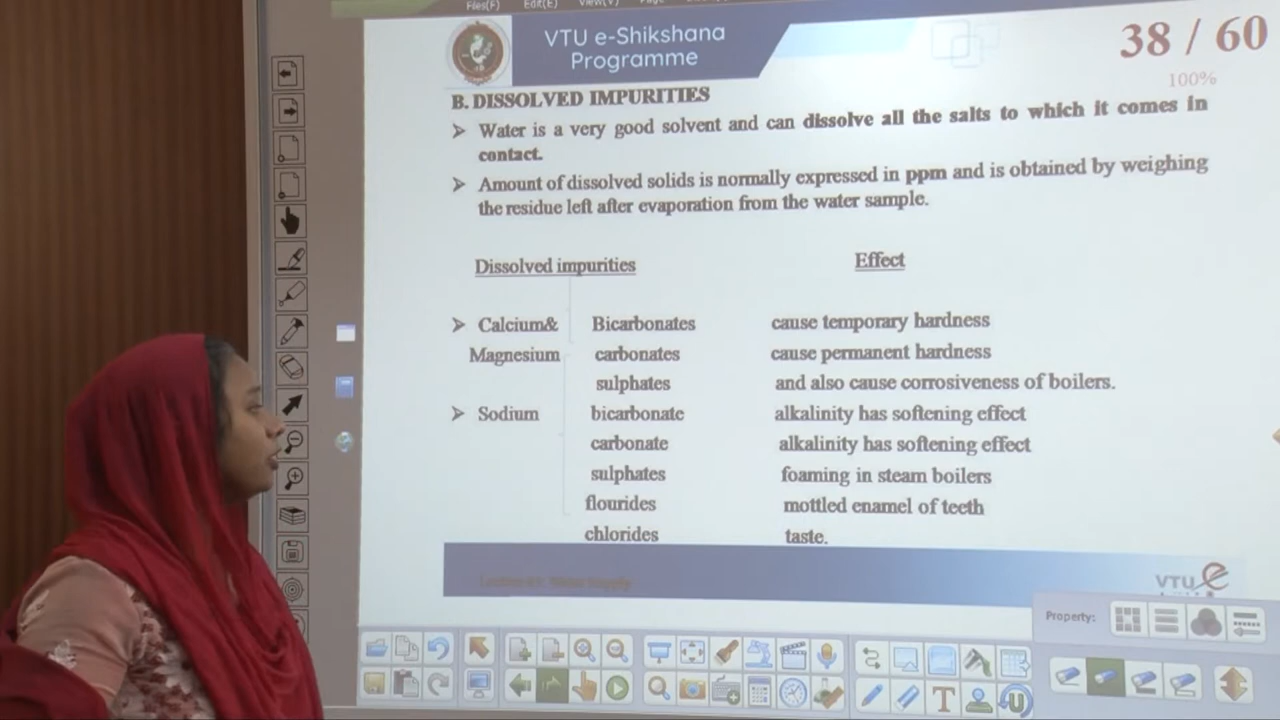 Files(F) Edit(E) View(V)
VTU e-Shikshana
Programme
38 / 60
100%
B. DISSOLVED IMPURITIES
➤ Water is a very good solvent and can dissolve all the salts to which it comes in
contact.
➤ Amount of dissolved solids is normally expressed in ppm and is obtained by weighing
the residue left after evaporation from the water sample.
Dissolved impurities Effect
➤ Calcium& Bicarbonates cause temporary hardness
Magnesium carbonates cause permanent hardness
sulphates and also cause corrosiveness of boilers.
➤ Sodium bicarbonate alkalinity has softening effect
carbonate alkalinity has softening effect
sulphates foaming in steam boilers
flourides mottled enamel of teeth
chlorides taste.
VTU e
Property:
T